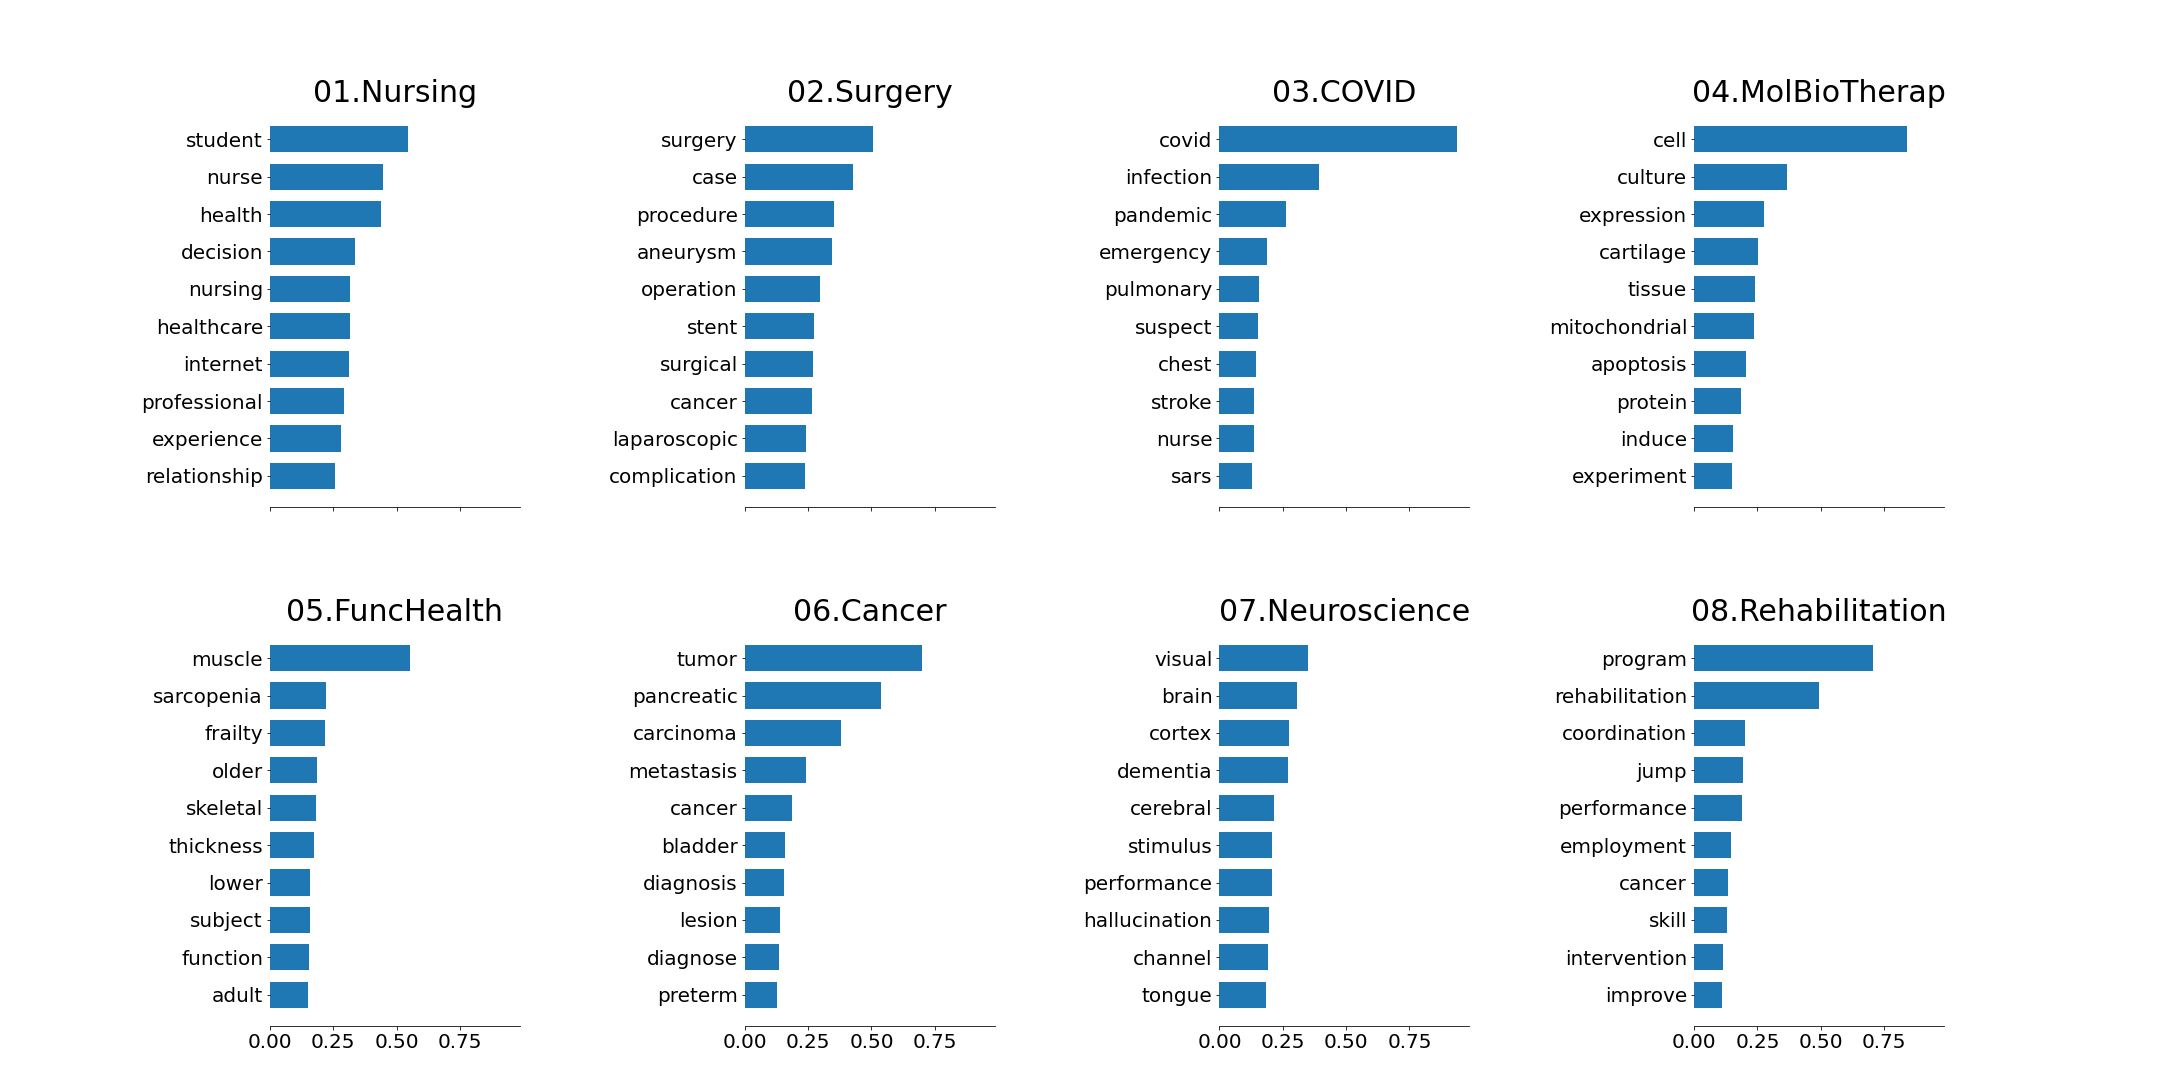 01.Nursing
student
nurse
health
decision
nursing
healthcare
internet
professional
experience
relationship
02.Surgery
surgery
case
procedure
aneurysm
operation
stent
surgical
cancer
laparoscopic
complication
03.COVID
covid
infection
pandemic
emergency
pulmonary
suspect
chest
stroke
nurse
sars
04.MolBioTherap
cell
culture
expression
cartilage
tissue
mitochondrial
apoptosis
protein
induce
experiment
05.FuncHealth
muscle
sarcopenia
frailty
older
skeletal
thickness
lower
subject
function
adult
0.00 0.25 0.50 0.75
06.Cancer
tumor
pancreatic
carcinoma
metastasis
cancer
bladder
diagnosis
lesion
diagnose
preterm
0.00 0.25 0.50 0.75
07.Neuroscience
visual
brain
cortex
dementia
cerebral
stimulus
performance
hallucination
channel
tongue
0.00 0.25 0.50 0.75
08.Rehabilitation
program
rehabilitation
coordination
jump
performance
employment
cancer
skill
intervention
improve
0.00 0.25 0.50 0.75